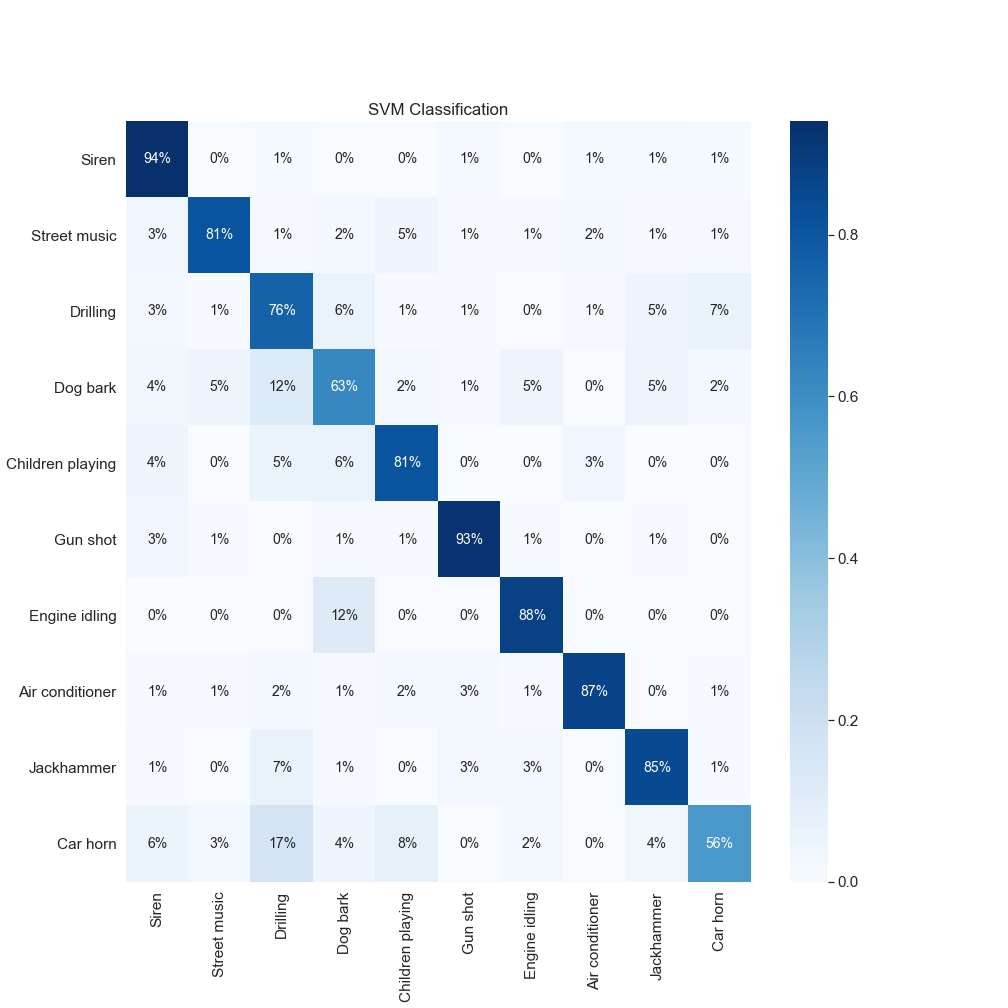 SVM Classification
Siren 94% 0% 1% 0% 0% 1% 0% 1% 1% 1%
Street music 3% 81% 1% 2% 5% 1% 1% 2% 1% 1%
0.8
Drilling 3% 1% 76% 6% 1% 1% 0% 1% 5% 7%
Dog bark 4% 5% 12% 63% 2% 1% 5% 0% 5% 2%
0.6
Children playing 4% 0% 5% 6% 81% 0% 0% 3% 0% 0%
Gun shot 3% 1% 0% 1% 1% 93% 1% 0% 1% 0%
0.4
Engine idling 0% 0% 0% 12% 0% 0% 88% 0% 0% 0%
Air conditioner 1% 1% 2% 1% 2% 3% 1% 87% 0% 1%
0.2
Jackhammer 1% 0% 7% 1% 0% 3% 3% 0% 85% 1%
Car horn 6% 3% 17% 4% 8% 0% 2% 0% 4% 56%
0.0
Siren
Street music
Drilling
Dog bark
Children playing
Gun shot
Engine idling
Air conditioner
Jackhammer
Car horn